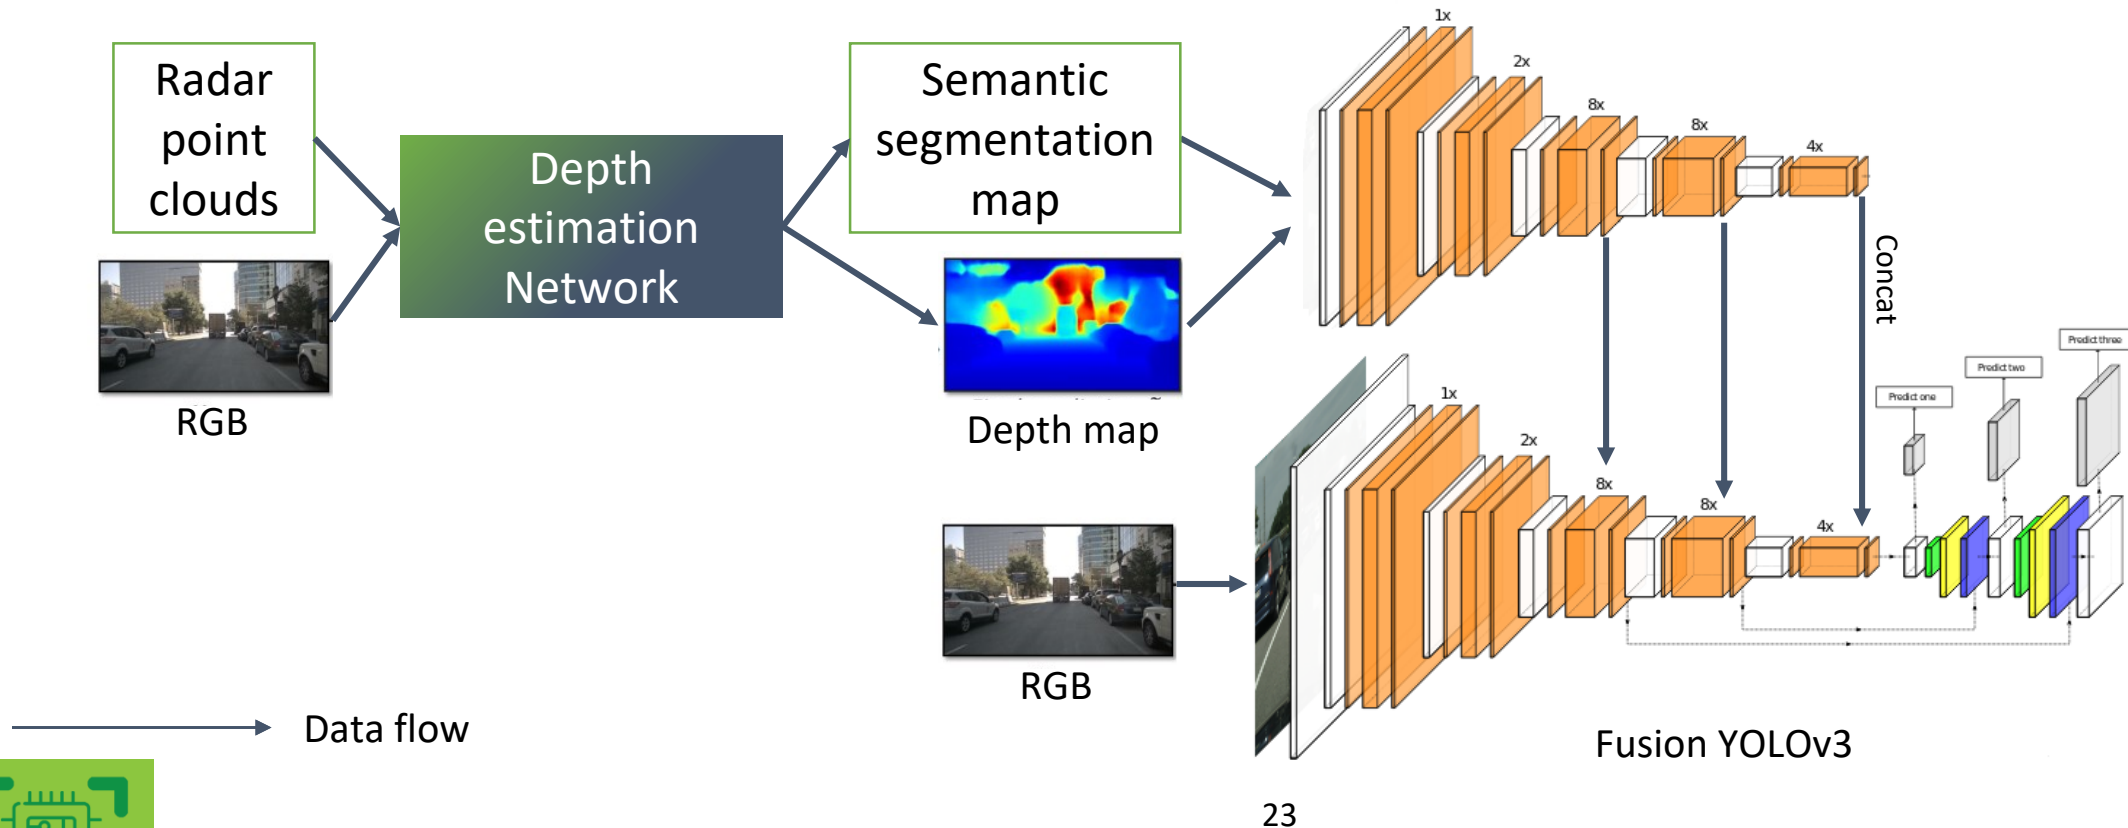 Radar
point
clouds
RGB
Depth
estimation
Network
Semantic
segmentation
map
Depth map
RGB
1x
2x
8x
8x
4x
Concat
1x
2x
8x
8x
4x
Predict one
Predict two
Predict three
Data flow
Fusion YOLOv3
23